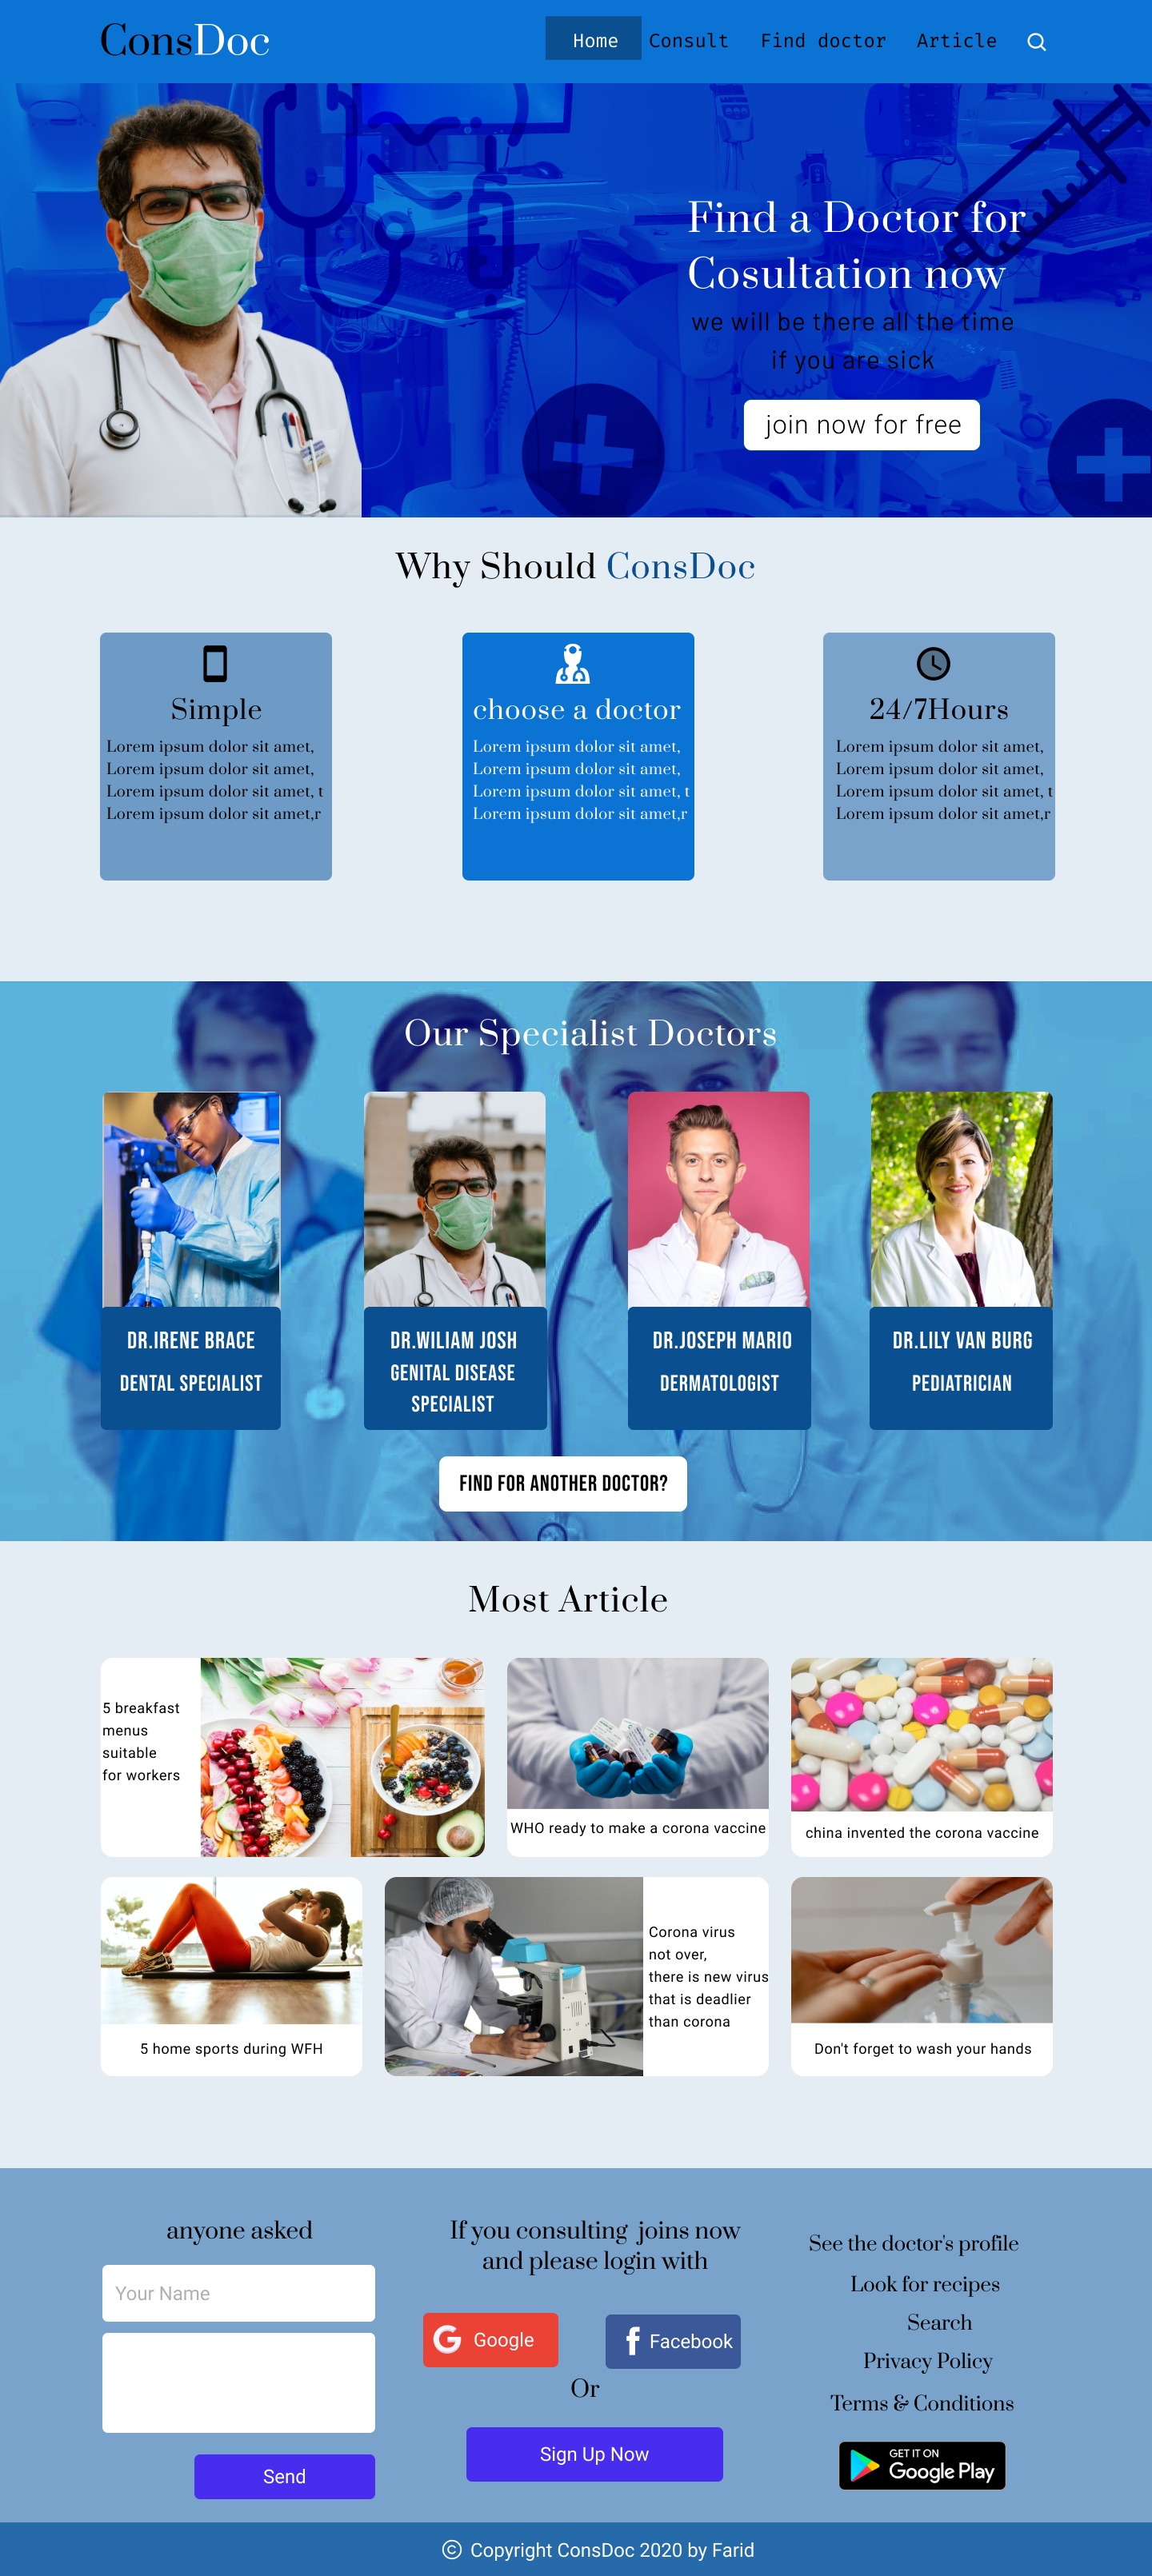 ConsDoc
Home Consult Find doctor Article
Find a Doctor for
Cosultation now
we will be there all the time
if you are sick
join now for free
Why Should ConsDoc
Simple
Lorem ipsum dolor sit amet,
Lorem ipsum dolor sit amet,
Lorem ipsum dolor sit amet, t
Lorem ipsum dolor sit amet,r
choose a doctor
Lorem ipsum dolor sit amet,
Lorem ipsum dolor sit amet,
Lorem ipsum dolor sit amet, t
Lorem ipsum dolor sit amet,r
24/7Hours
Lorem ipsum dolor sit amet,
Lorem ipsum dolor sit amet,
Lorem ipsum dolor sit amet, t
Lorem ipsum dolor sit amet,r
Our Specialist Doctors
DR.IRENE BRACE
DENTAL SPECIALIST
DR.WILIAM JOSH
GENITAL DISEASE
SPECIALIST
DR.JOSEPH MARIO
DERMATOLOGIST
DR.LILY VAN BURG
PEDIATRICIAN
FIND FOR ANOTHER DOCTOR?
Most Article
5 breakfast
menus
suitable
for workers
WHO ready to make a corona vaccine
china invented the corona vaccine
5 home sports during WFH
Corona virus
not over,
there is new virus
that is deadlier
than corona
Don't forget to wash your hands
anyone asked
Your Name
Send
If you consulting joins now
and please login with
G Google
f Facebook
Or
Sign Up Now
See the doctor's profile
Look for recipes
Search
Privacy Policy
Terms & Conditions
GET IT ON
Google Play
© Copyright ConsDoc 2020 by Farid